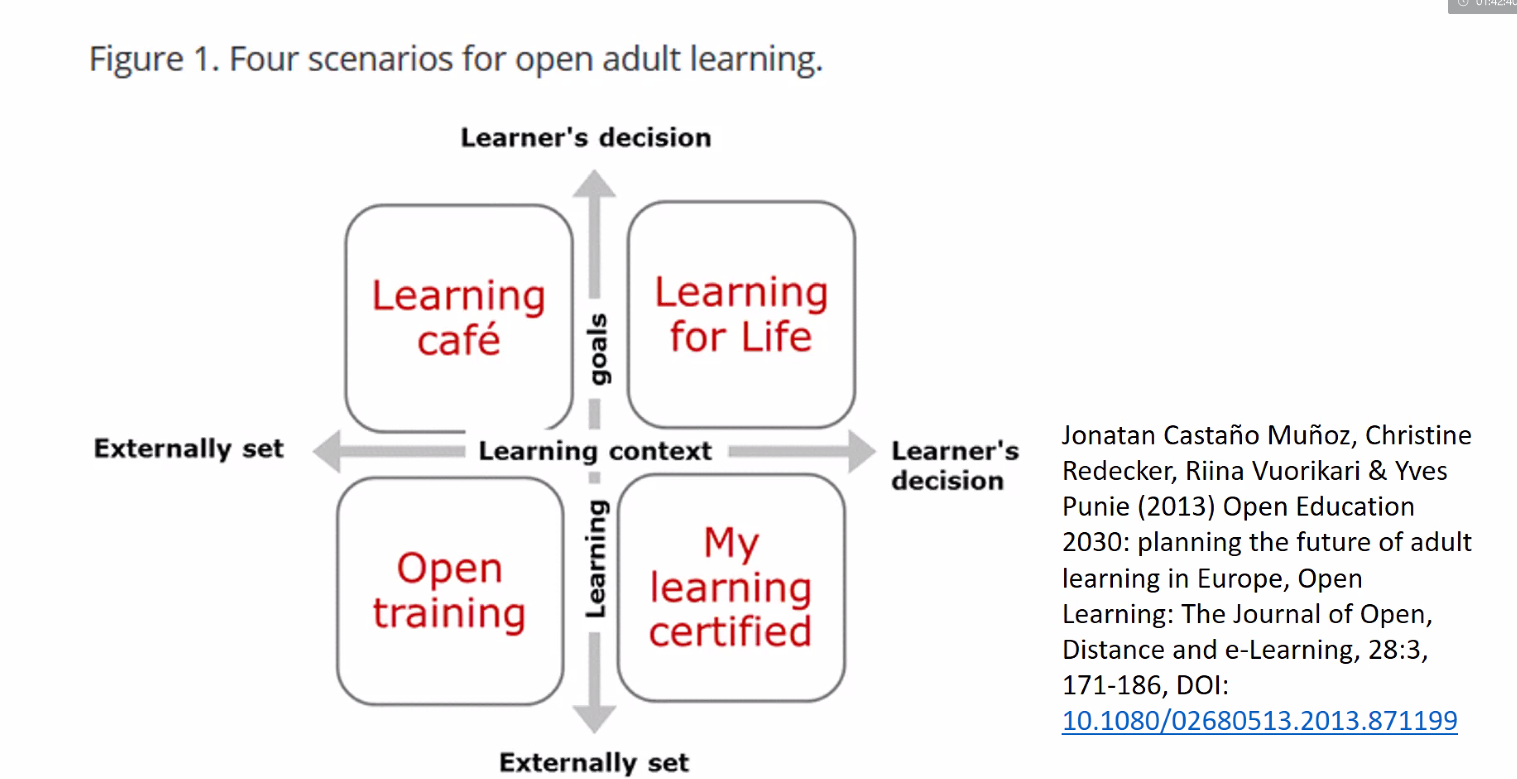 01:42:40
Figure 1. Four scenarios for open adult learning.
Learner's decision
Learning
café
Learning
for Life
goals
Externally set
Learning context
Learner's
decision
Learning
Open
training
My
learning
certified
Externally set
Jonatan Castaño Muñoz, Christine
Redecker, Riina Vuorikari & Yves
Punie (2013) Open Education
2030: planning the future of adult
learning in Europe, Open
Learning: The Journal of Open,
Distance and e-Learning, 28:3,
171-186, DOI:
10.1080/02680513.2013.871199